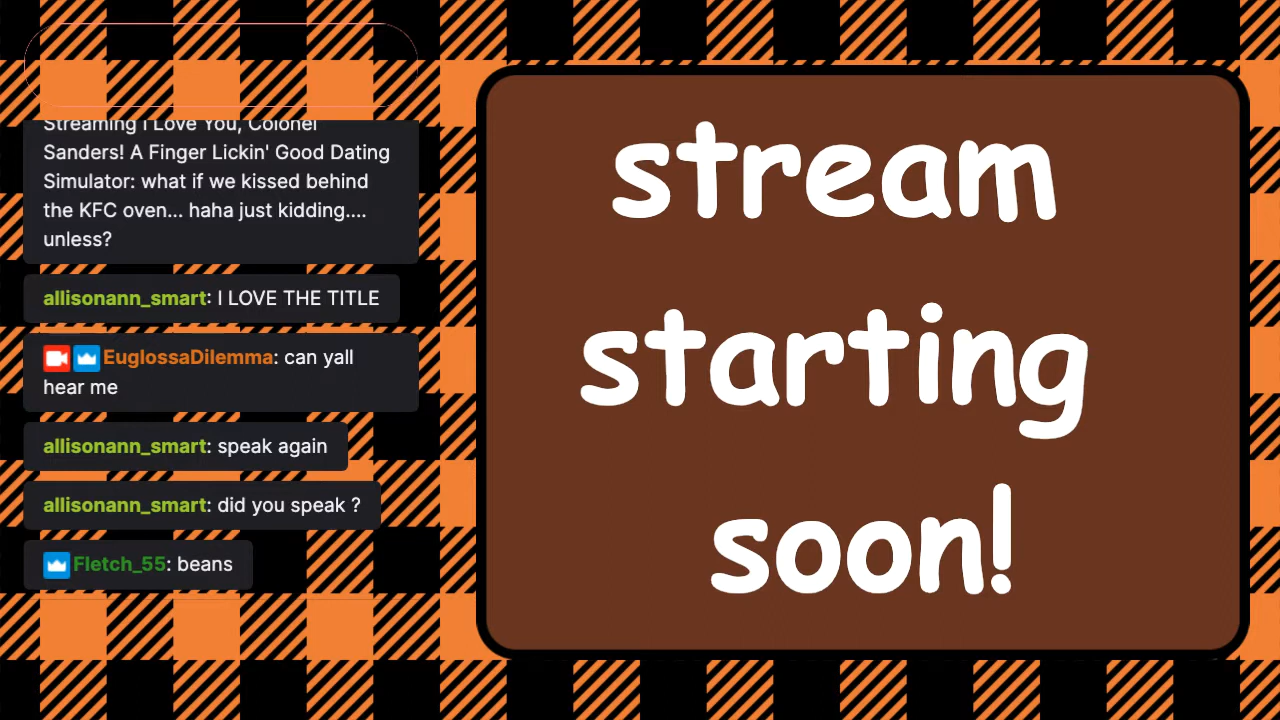 Streaming I Love You, Colonel
Sanders! A Finger Lickin' Good Dating
Simulator: what if we kissed behind
the KFC oven... haha just kidding....
unless?
allisonann_smart: I LOVE THE TITLE
EuglossaDilemma: can yall
hear me
allisonann_smart: speak again
allisonann_smart: did you speak ?
Fletch_55: beans
stream
starting
soon!